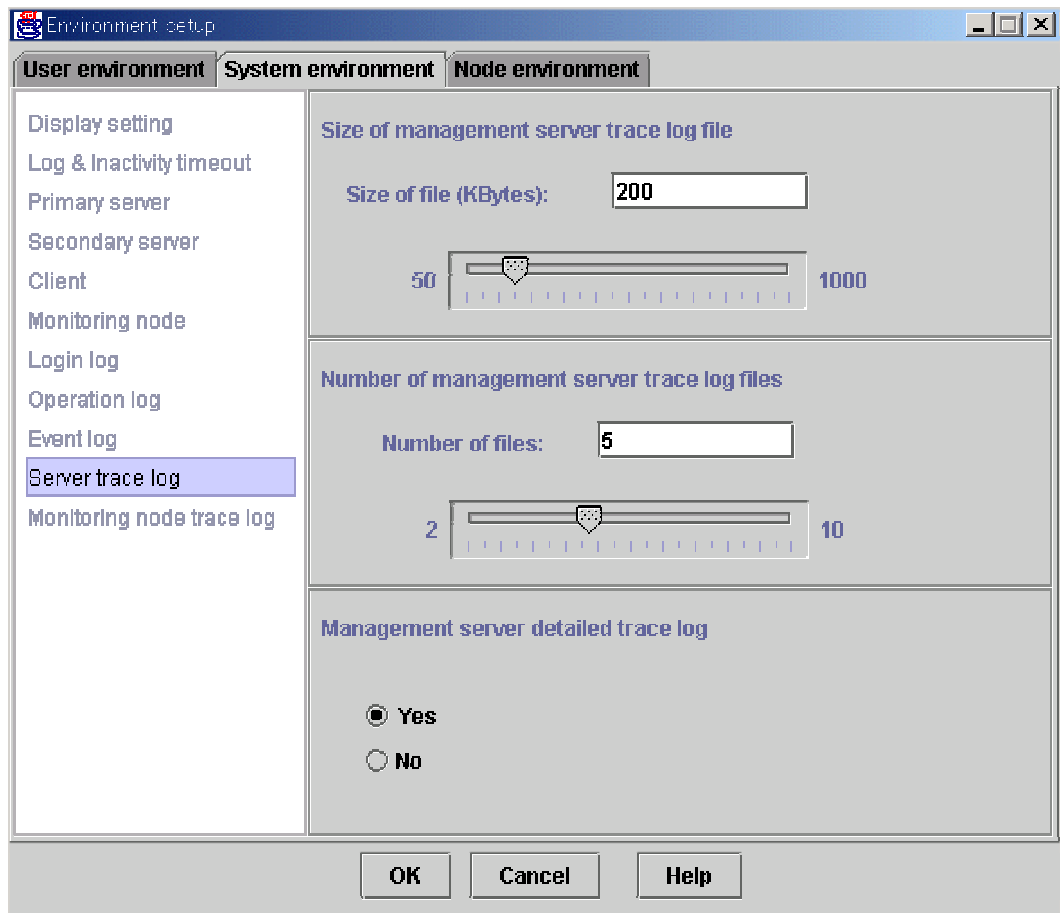 Environment setup
User environment System environment Node environment
Display setting
Log & Inactivity timeout
Primary server
Secondary server
Client
Monitoring node
Login log
Operation log
Event log
Server trace log
Monitoring node trace log
Size of management server trace log file
Size of file (KBytes): 200
50 1000
Number of management server trace log files
Number of files: 5
2 10
Management server detailed trace log
Yes
No
OK Cancel Help